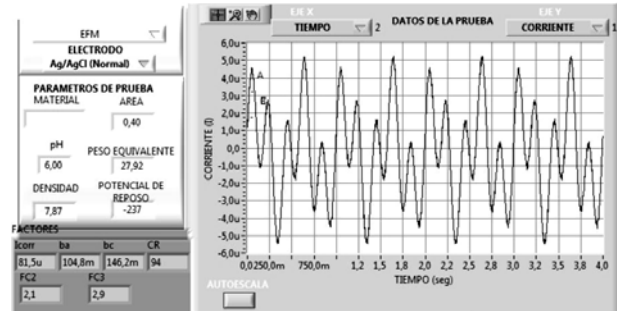 EFM
ELECTRODO
Ag/AgCl (Normal)
PARAMETROS DE PRUEBA
MATERIAL AREA
0,40
pH PESO EQUIVALENTE
6,00 27,92
DENSIDAD POTENCIAL DE REPOSO
7,87 -237
FACTORES
Icorr ba bc CR
81,5u 104,8m 146,2m 94
FC2 FC3
2,1 2,9
EJE X
TIEMPO 2
DATOS DE LA PRUEBA
EJE Y
CORRIENTE 1
CORRIENTE (I)
6,0u
5,0u
4,0u
3,0u
2,0u
1,0u
0,0
-1,0u
-2,0u
-3,0u
-4,0u
-5,0u
-6,0u
A
0,0250,0m 750,0m 1,2 1,5 1,8 2,0 2,2 2,5 2,8 3,0 3,2 3,5 3,8 4,0
TIEMPO (seg)
AUTOESCALA